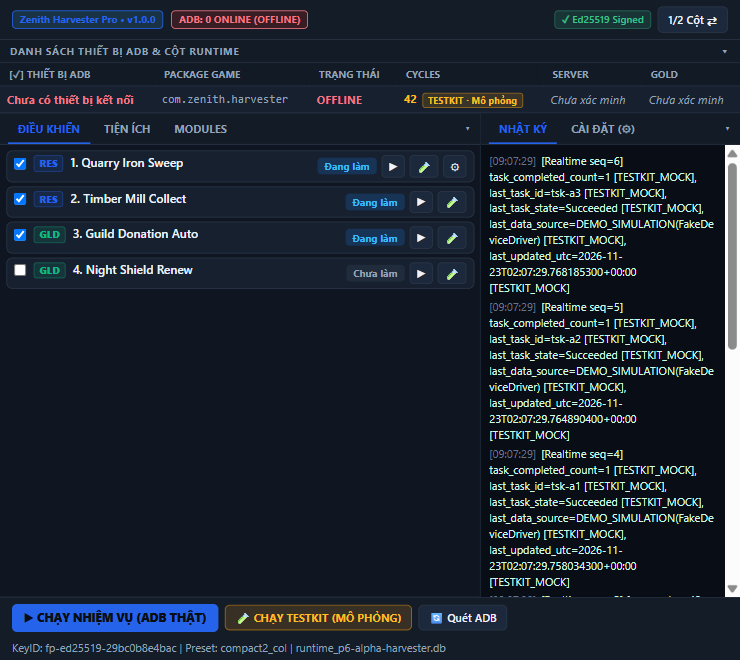 Zenith Harvester Pro • v1.0.0 ADB: 0 ONLINE (OFFLINE) ✓ Ed25519 Signed 1/2 Cột ⇄
DANH SÁCH THIẾT BỊ ADB & CỘT RUNTIME
[✓] THIẾT BỊ ADB PACKAGE GAME TRẠNG THÁI CYCLES SERVER GOLD
Chưa có thiết bị kết nối com.zenith.harvester OFFLINE 42 TESTKIT - Mô phỏng Chưa xác minh Chưa xác minh
ĐIỀU KHIỂN TIỆN ÍCH MODULES
RES 1. Quarry Iron Sweep Đang làm
RES 2. Timber Mill Collect Đang làm
GLD 3. Guild Donation Auto Đang làm
GLD 4. Night Shield Renew Chưa làm
NHẬT KÝ CÀI ĐẶT (⚙)
[09:07:29] [Realtime seq=6]
task_completed_count=1 [TESTKIT_MOCK],
last_task_id=tsk-a3 [TESTKIT_MOCK],
last_task_state=Succeeded [TESTKIT_MOCK],
last_data_source=DEMO_SIMULATION(FakeDe
viceDriver) [TESTKIT_MOCK],
last_updated_utc=2026-11-
23T02:07:29.768185300+00:00
[TESTKIT_MOCK]
[09:07:29] [Realtime seq=5]
task_completed_count=1 [TESTKIT_MOCK],
last_task_id=tsk-a2 [TESTKIT_MOCK],
last_task_state=Succeeded [TESTKIT_MOCK],
last_data_source=DEMO_SIMULATION(FakeDe
viceDriver) [TESTKIT_MOCK],
last_updated_utc=2026-11-
23T02:07:29.764890400+00:00
[TESTKIT_MOCK]
[09:07:29] [Realtime seq=4]
task_completed_count=1 [TESTKIT_MOCK],
last_task_id=tsk-a1 [TESTKIT_MOCK],
last_task_state=Succeeded [TESTKIT_MOCK],
last_data_source=DEMO_SIMULATION(FakeDe
viceDriver) [TESTKIT_MOCK],
last_updated_utc=2026-11-
23T02:07:29.758034300+00:00
[TESTKIT_MOCK]
▶ CHẠY NHIỆM VỤ (ADB THẬT) CHẠY TESTKIT (MÔ PHỎNG) Quét ADB
KeyID: fp-ed25519-29bc0b8e4bac | Preset: compact2_col | runtime_p6-alpha-harvester.db